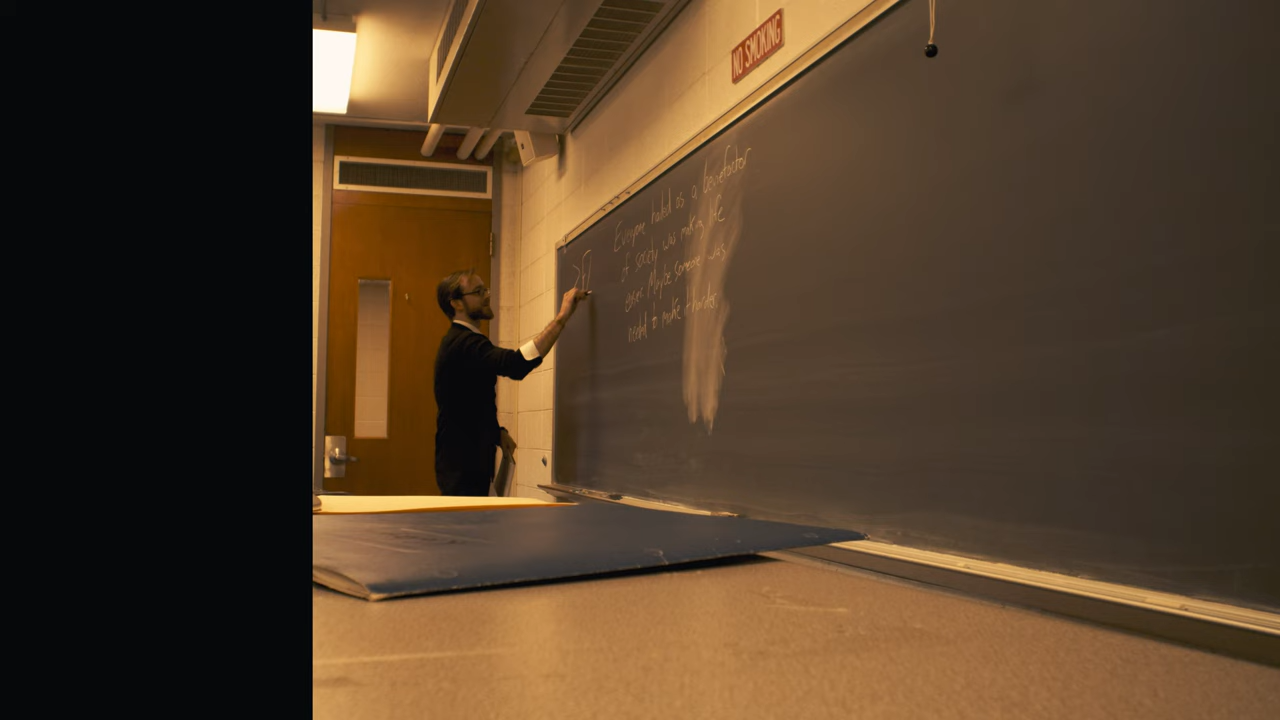 NO SMOKING
Everyone hailed as a benefactor
of society was making life
easier. Maybe someone was
needed to make it harder.